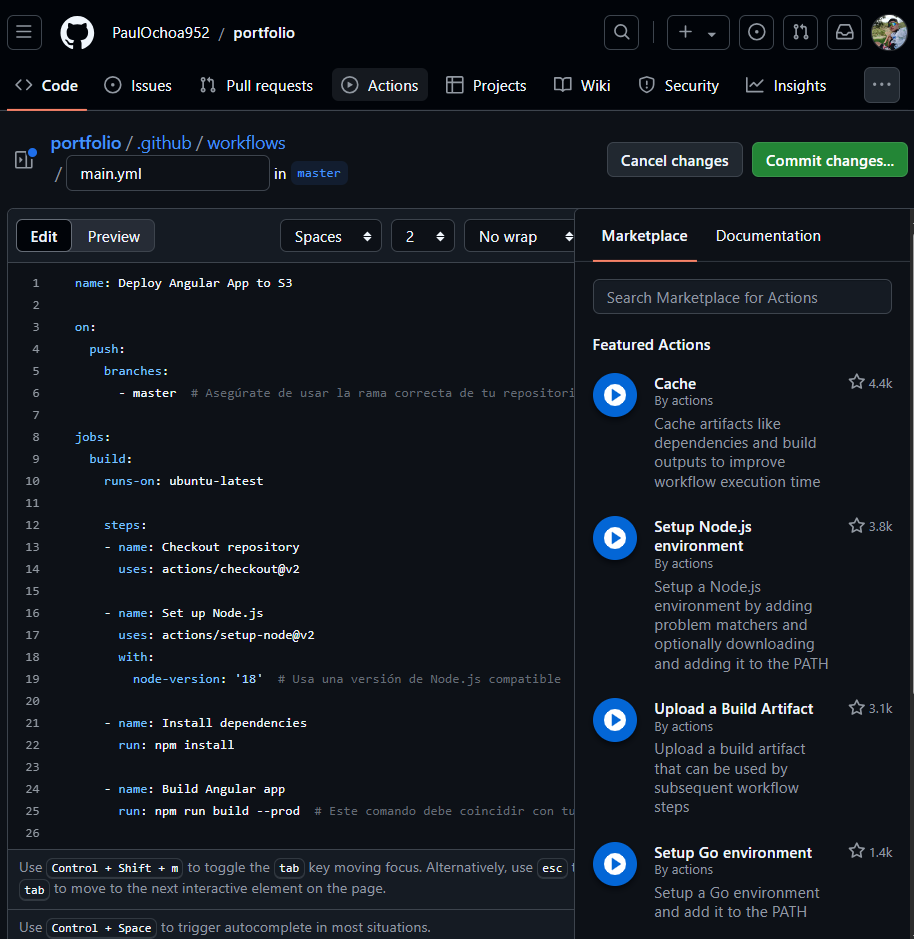 PaulOchoa952 / portfolio
Code Issues Pull requests Actions Projects Wiki Security Insights
portfolio / .github / workflows
/ main.yml in master
Cancel changes Commit changes...
Edit Preview Spaces 2 No wrap
1 name: Deploy Angular App to S3
2
3 on:
4 push:
5 branches:
6 - master # Asegúrate de usar la rama correcta de tu repositori
7
8 jobs:
9 build:
10 runs-on: ubuntu-latest
11
12 steps:
13 - name: Checkout repository
14 uses: actions/checkout@v2
15
16 - name: Set up Node.js
17 uses: actions/setup-node@v2
18 with:
19 node-version: '18' # Usa una versión de Node.js compatible
20
21 - name: Install dependencies
22 run: npm install
23
24 - name: Build Angular app
25 run: npm run build --prod # Este comando debe coincidir con tu
26
Use Control + Shift + m to toggle the tab key moving focus. Alternatively, use esc
tab to move to the next interactive element on the page.
Use Control + Space to trigger autocomplete in most situations.
Marketplace Documentation
Search Marketplace for Actions
Featured Actions
Cache 4.4k
By actions
Cache artifacts like
dependencies and build
outputs to improve
workflow execution time
Setup Node.js 3.8k
environment
By actions
Setup a Node.js
environment by adding
problem matchers and
optionally downloading
and adding it to the PATH
Upload a Build Artifact 3.1k
By actions
Upload a build artifact
that can be used by
subsequent workflow
steps
Setup Go environment 1.4k
By actions
Setup a Go environment
and add it to the PATH